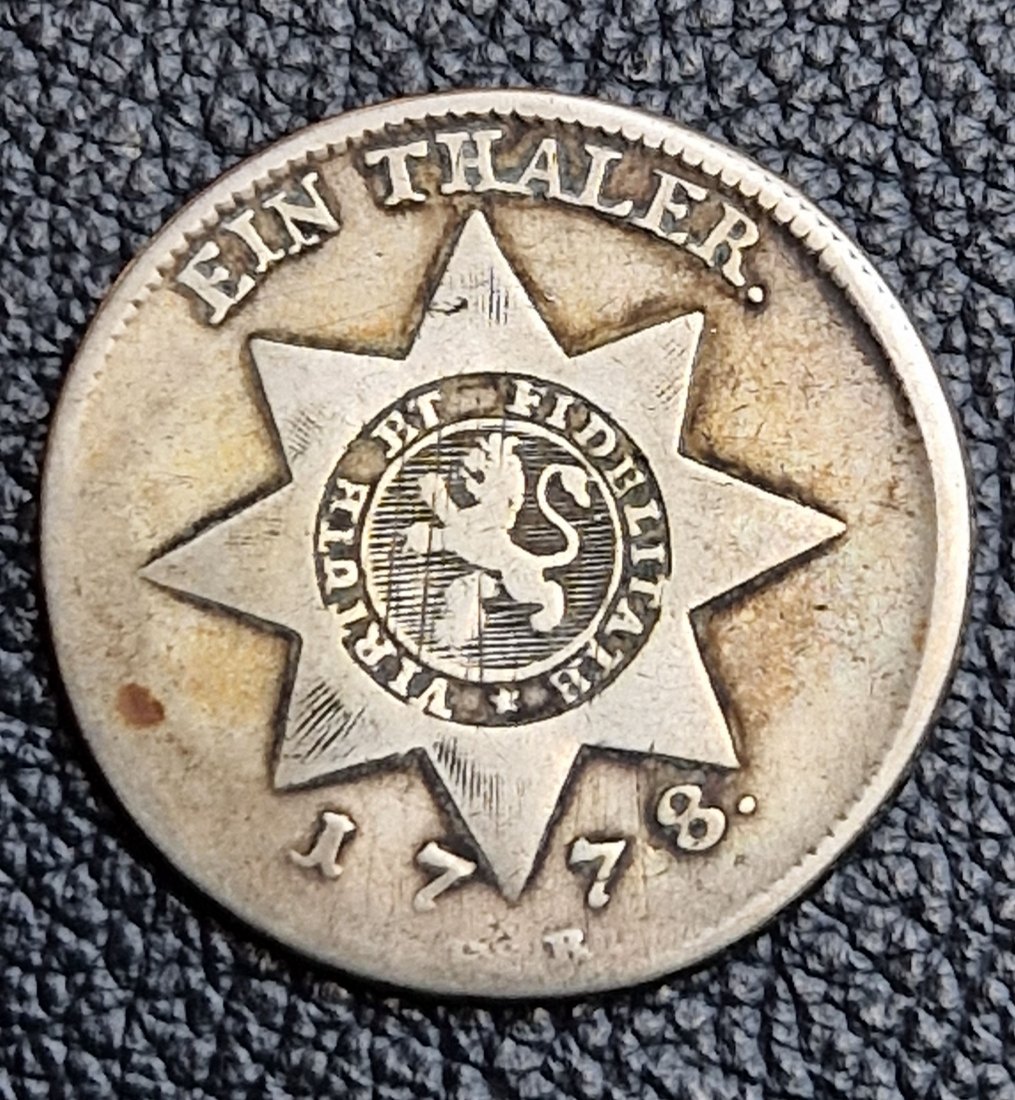 EIN THALER.
VIRTUTE ET FIDELITATE
1778.